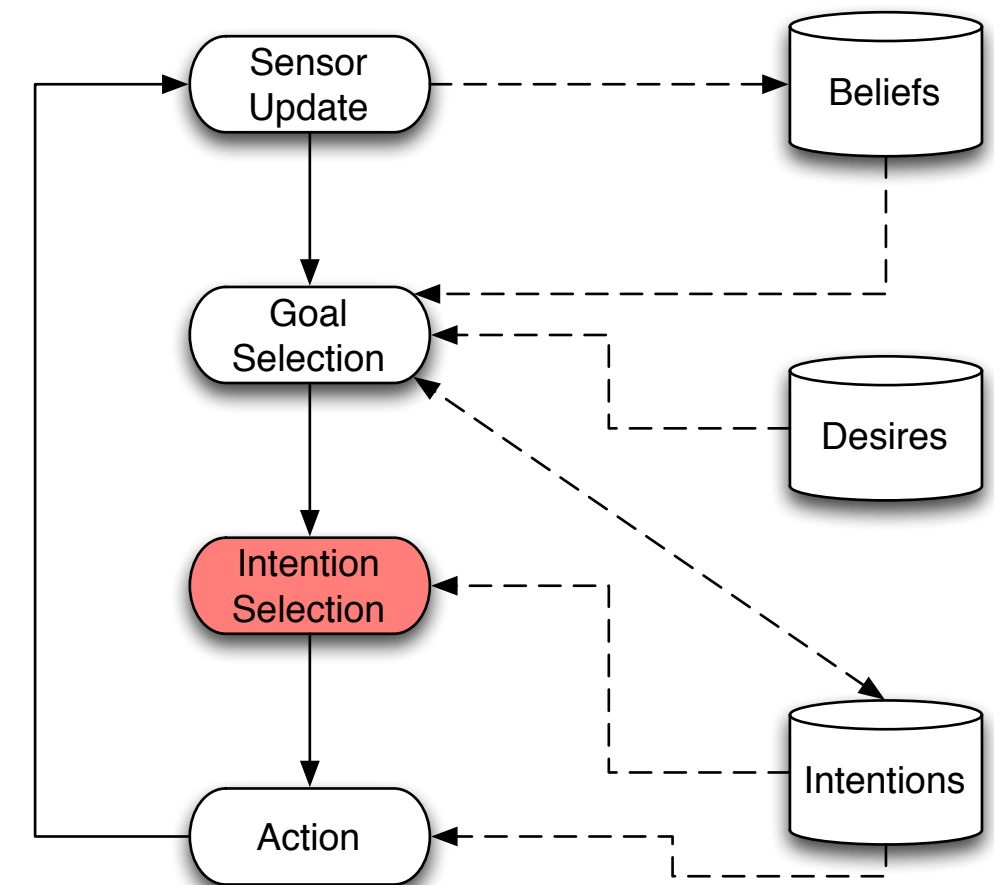 Sensor
Update
Beliefs
Goal
Selection
Desires
Intention
Selection
Intentions
Action